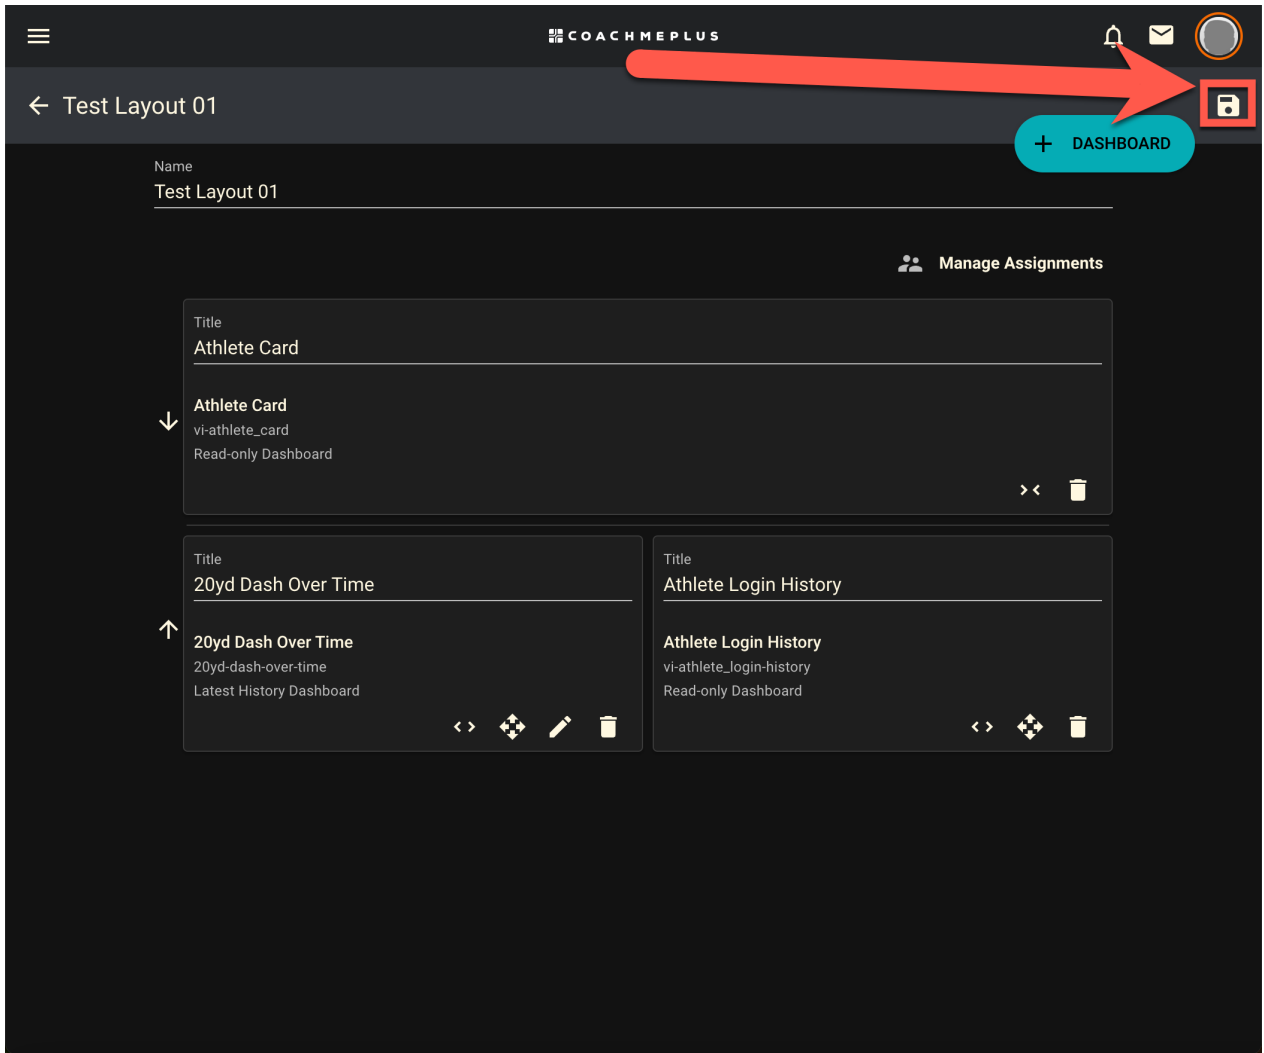 COACHMEPLUS
Test Layout 01
DASHBOARD
Name
Test Layout 01
Manage Assignments
Title
Athlete Card
Athlete Card
vi-athlete_card
Read-only Dashboard
Title
20yd Dash Over Time
20yd Dash Over Time
20yd-dash-over-time
Latest History Dashboard
Title
Athlete Login History
Athlete Login History
vi-athlete_login-history
Read-only Dashboard